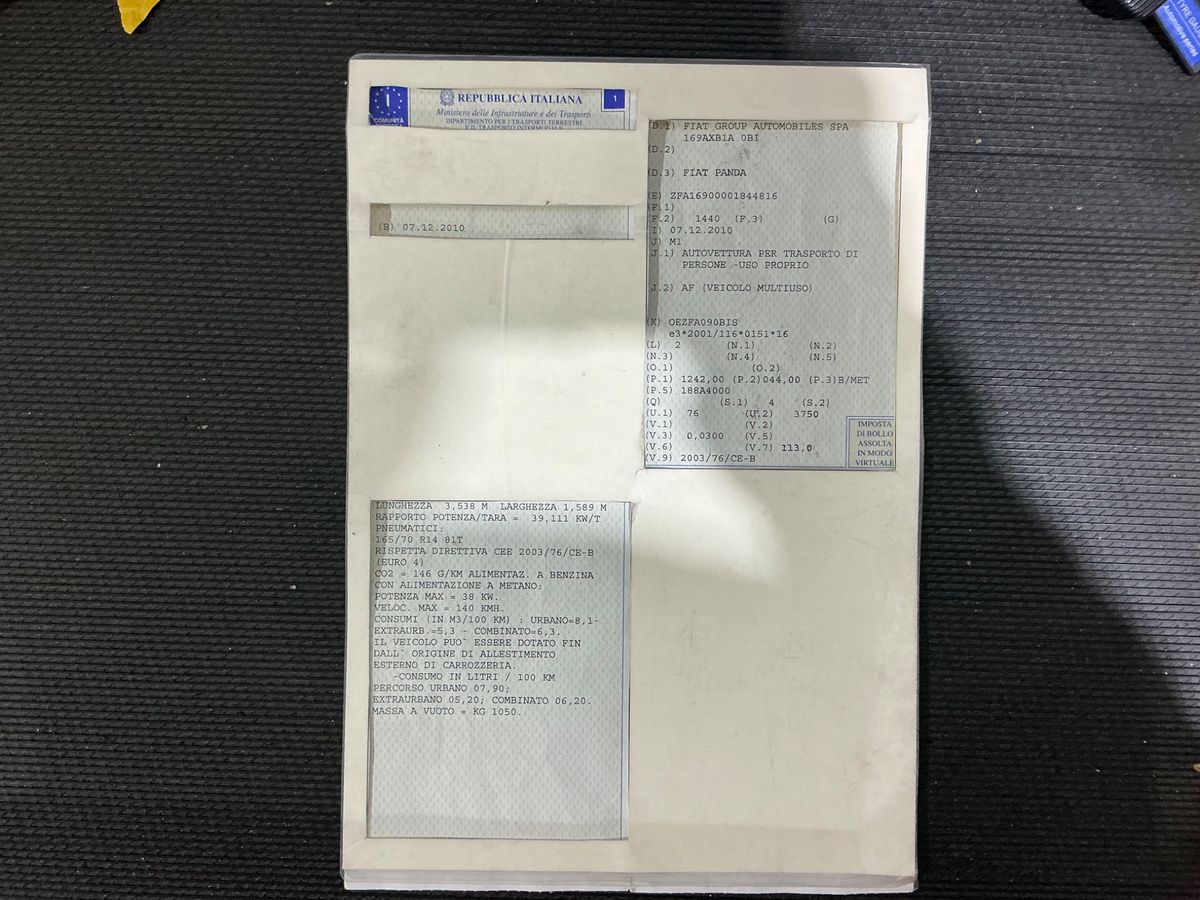 I
COMUNITÀ
REPUBBLICA ITALIANA
1
Ministero delle Infrastrutture e dei Trasporti
DIPARTIMENTO PER I TRASPORTI TERRESTRI
E IL TRASPORTO INTERMODALE
(B) 07.12.2010
LUNGHEZZA 3,538 M LARGHEZZA 1,589 M
RAPPORTO POTENZA/TARA = 39,111 KW/T
PNEUMATICI:
165/70 R14 81T
RISPETTA DIRETTIVA CEE 2003/76/CE-B
(EURO 4)
CO2 = 146 G/KM ALIMENTAZ. A BENZINA
CON ALIMENTAZIONE A METANO:
POTENZA MAX = 38 KW.
VELOC. MAX = 140 KMH.
CONSUMI (IN M3/100 KM) : URBANO=8,1-
EXTRAURB.=5,3 - COMBINATO=6,3.
IL VEICOLO PUO` ESSERE DOTATO FIN
DALL` ORIGINE DI ALLESTIMENTO
ESTERNO DI CARROZZERIA.
-CONSUMO IN LITRI / 100 KM
PERCORSO URBANO 07,90;
EXTRAURBANO 05,20; COMBINATO 06,20.
MASSA A VUOTO = KG 1050.
(D.1) FIAT GROUP AUTOMOBILES SPA
169AXB1A 0BI
(D.2)
(D.3) FIAT PANDA
(E) ZFA16900001844816
(F.1)
(F.2) 1440 (F.3) (G)
(I) 07.12.2010
(J) M1
(J.1) AUTOVETTURA PER TRASPORTO DI
PERSONE -USO PROPRIO
(J.2) AF (VEICOLO MULTIUSO)
(K) OEZFA090BIS
e3*2001/116*0151*16
(L) 2 (N.1) (N.2)
(N.3) (N.4) (N.5)
(O.1) (O.2)
(P.1) 1242,00 (P.2)044,00 (P.3)B/MET
(P.5) 188A4000
(Q) (S.1) 4 (S.2)
(U.1) 76 (U.2) 3750
(V.1) (V.2)
(V.3) 0,0300 (V.5)
(V.6) (V.7) 113,0
(V.9) 2003/76/CE-B
IMPOSTA
DI BOLLO
ASSOLTA
IN MODO
VIRTUALE